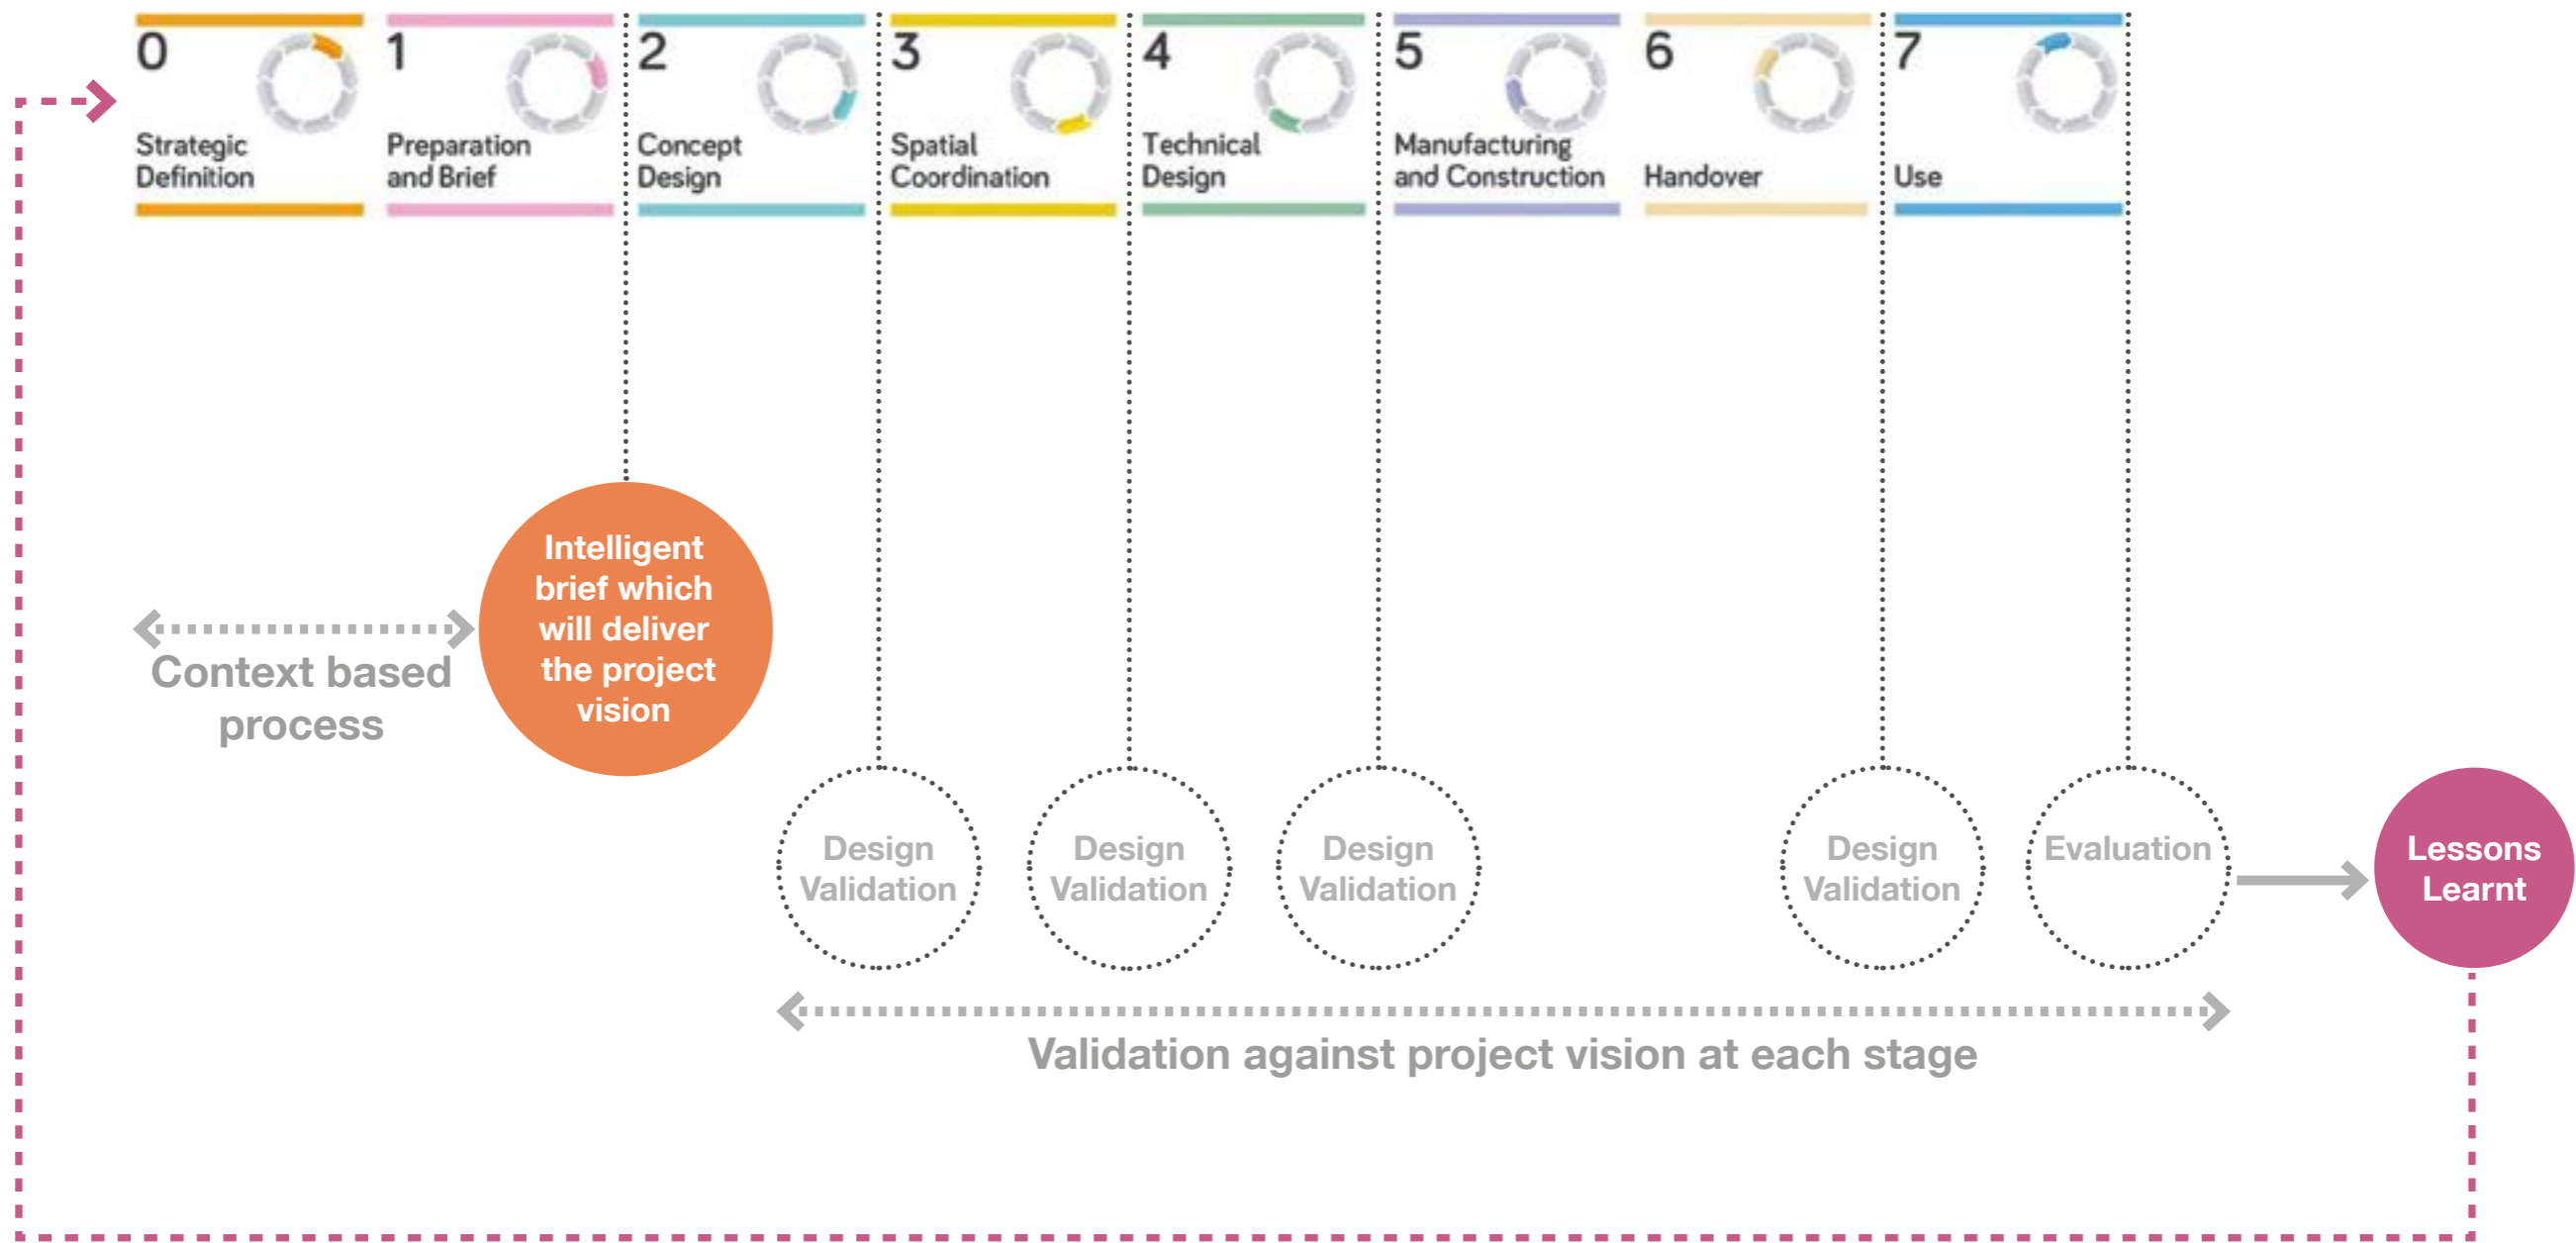 0
Strategic
Definition
1
Preparation
and Brief
2
Concept
Design
3
Spatial
Coordination
4
Technical
Design
5
Manufacturing
and Construction
6
Handover
7
Use
Intelligent
brief which
will deliver
the project
vision
Context based
process
Design
Validation
Design
Validation
Design
Validation
Design
Validation
Evaluation
Lessons
Learnt
Validation against project vision at each stage